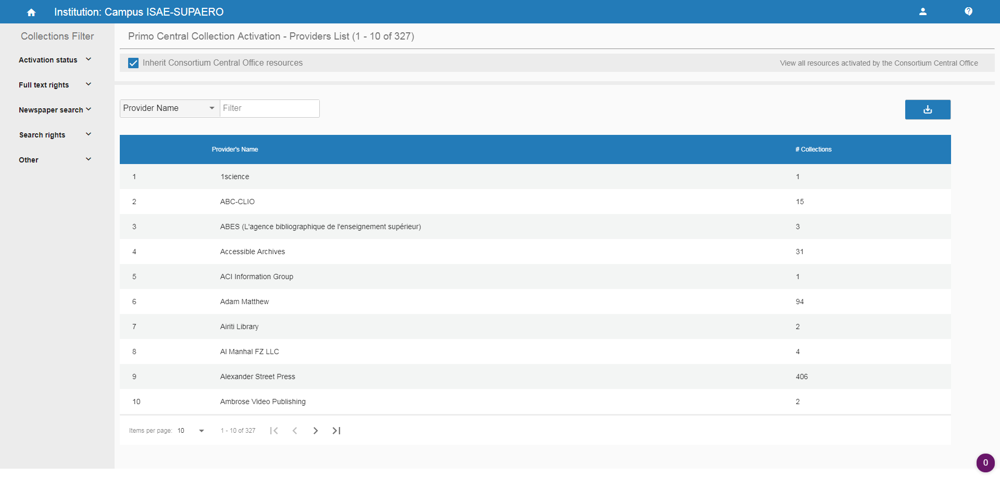 Institution: Campus ISAE-SUPAERO
Collections Filter
Activation status
Full text rights
Newspaper search
Search rights
Other
Primo Central Collection Activation - Providers List (1 - 10 of 327)
Inherit Consortium Central Office resources
View all resources activated by the Consortium Central Office
Provider Name Filter
Provider's Name # Collections
1 1science 1
2 ABC-CLIO 15
3 ABES (L'agence bibliographique de l'enseignement supérieur) 3
4 Accessible Archives 31
5 ACI Information Group 1
6 Adam Matthew 94
7 Airiti Library 2
8 Al Manhal FZ LLC 4
9 Alexander Street Press 406
10 Ambrose Video Publishing 2
Items per page: 10 1 - 10 of 327
0